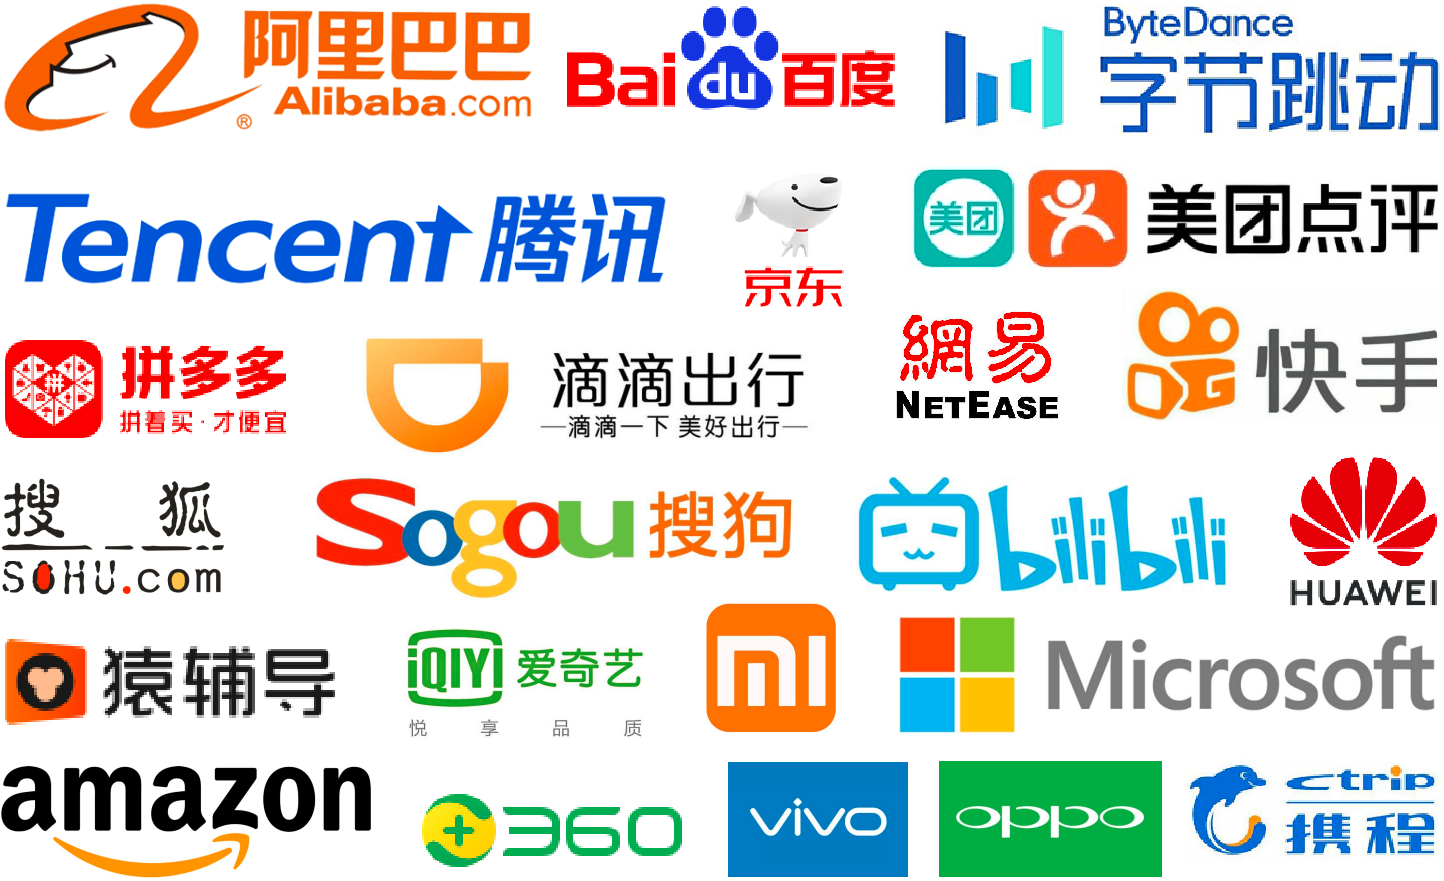 阿里巴巴
Alibaba.com
®
Bai du 百度
ByteDance
字节跳动
Tencent 腾讯
京东
美团
美团点评
拼多多
拼着买·才便宜
拼
滴滴出行
—滴滴一下 美好出行—
網易
NETEASE
快手
搜狐
SOHU.com
Sogou 搜狗
bilibili
HUAWEI
猿辅导
iQIYI 爱奇艺
悦享品质
mi
Microsoft
amazon
360
vivo
oppo
ctrip
携程